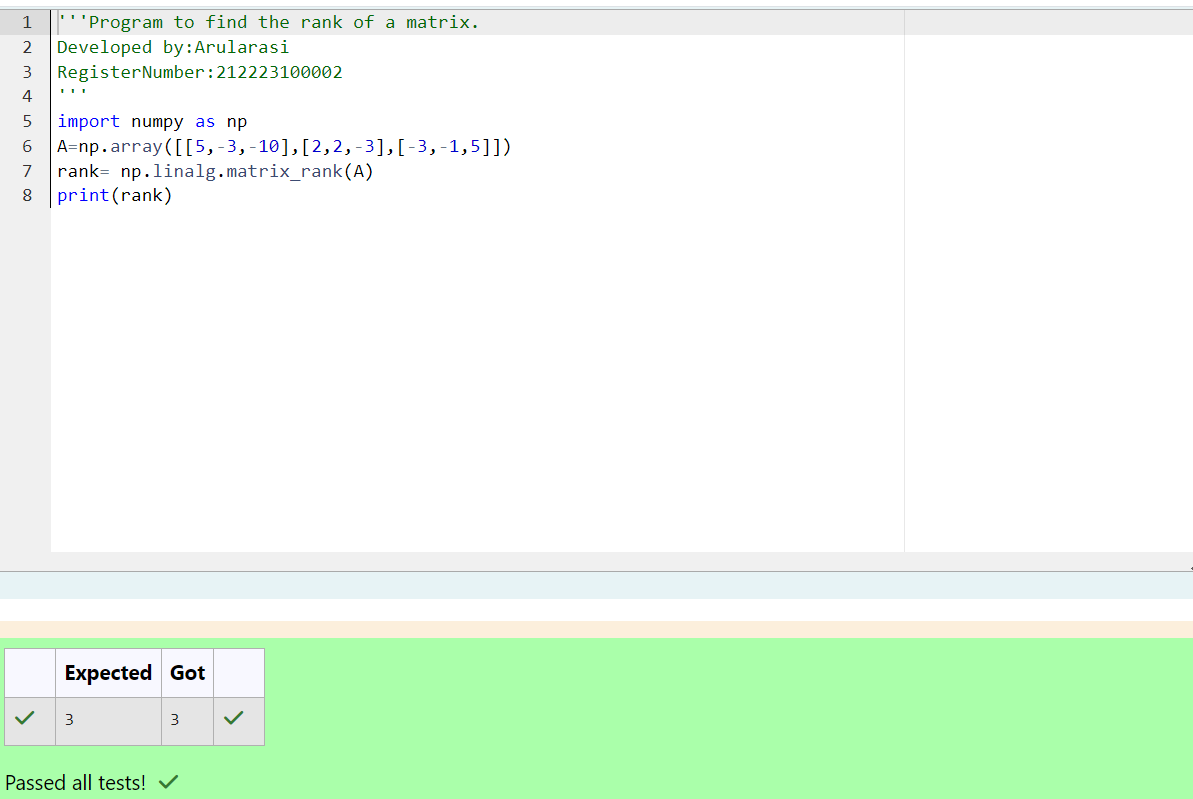 1 '''Program to find the rank of a matrix.
2 Developed by:Arularasi
3 RegisterNumber:212223100002
4 '''
5 import numpy as np
6 A=np.array([[5,-3,-10],[2,2,-3],[-3,-1,5]])
7 rank= np.linalg.matrix_rank(A)
8 print(rank)
Expected Got
3 3
Passed all tests!